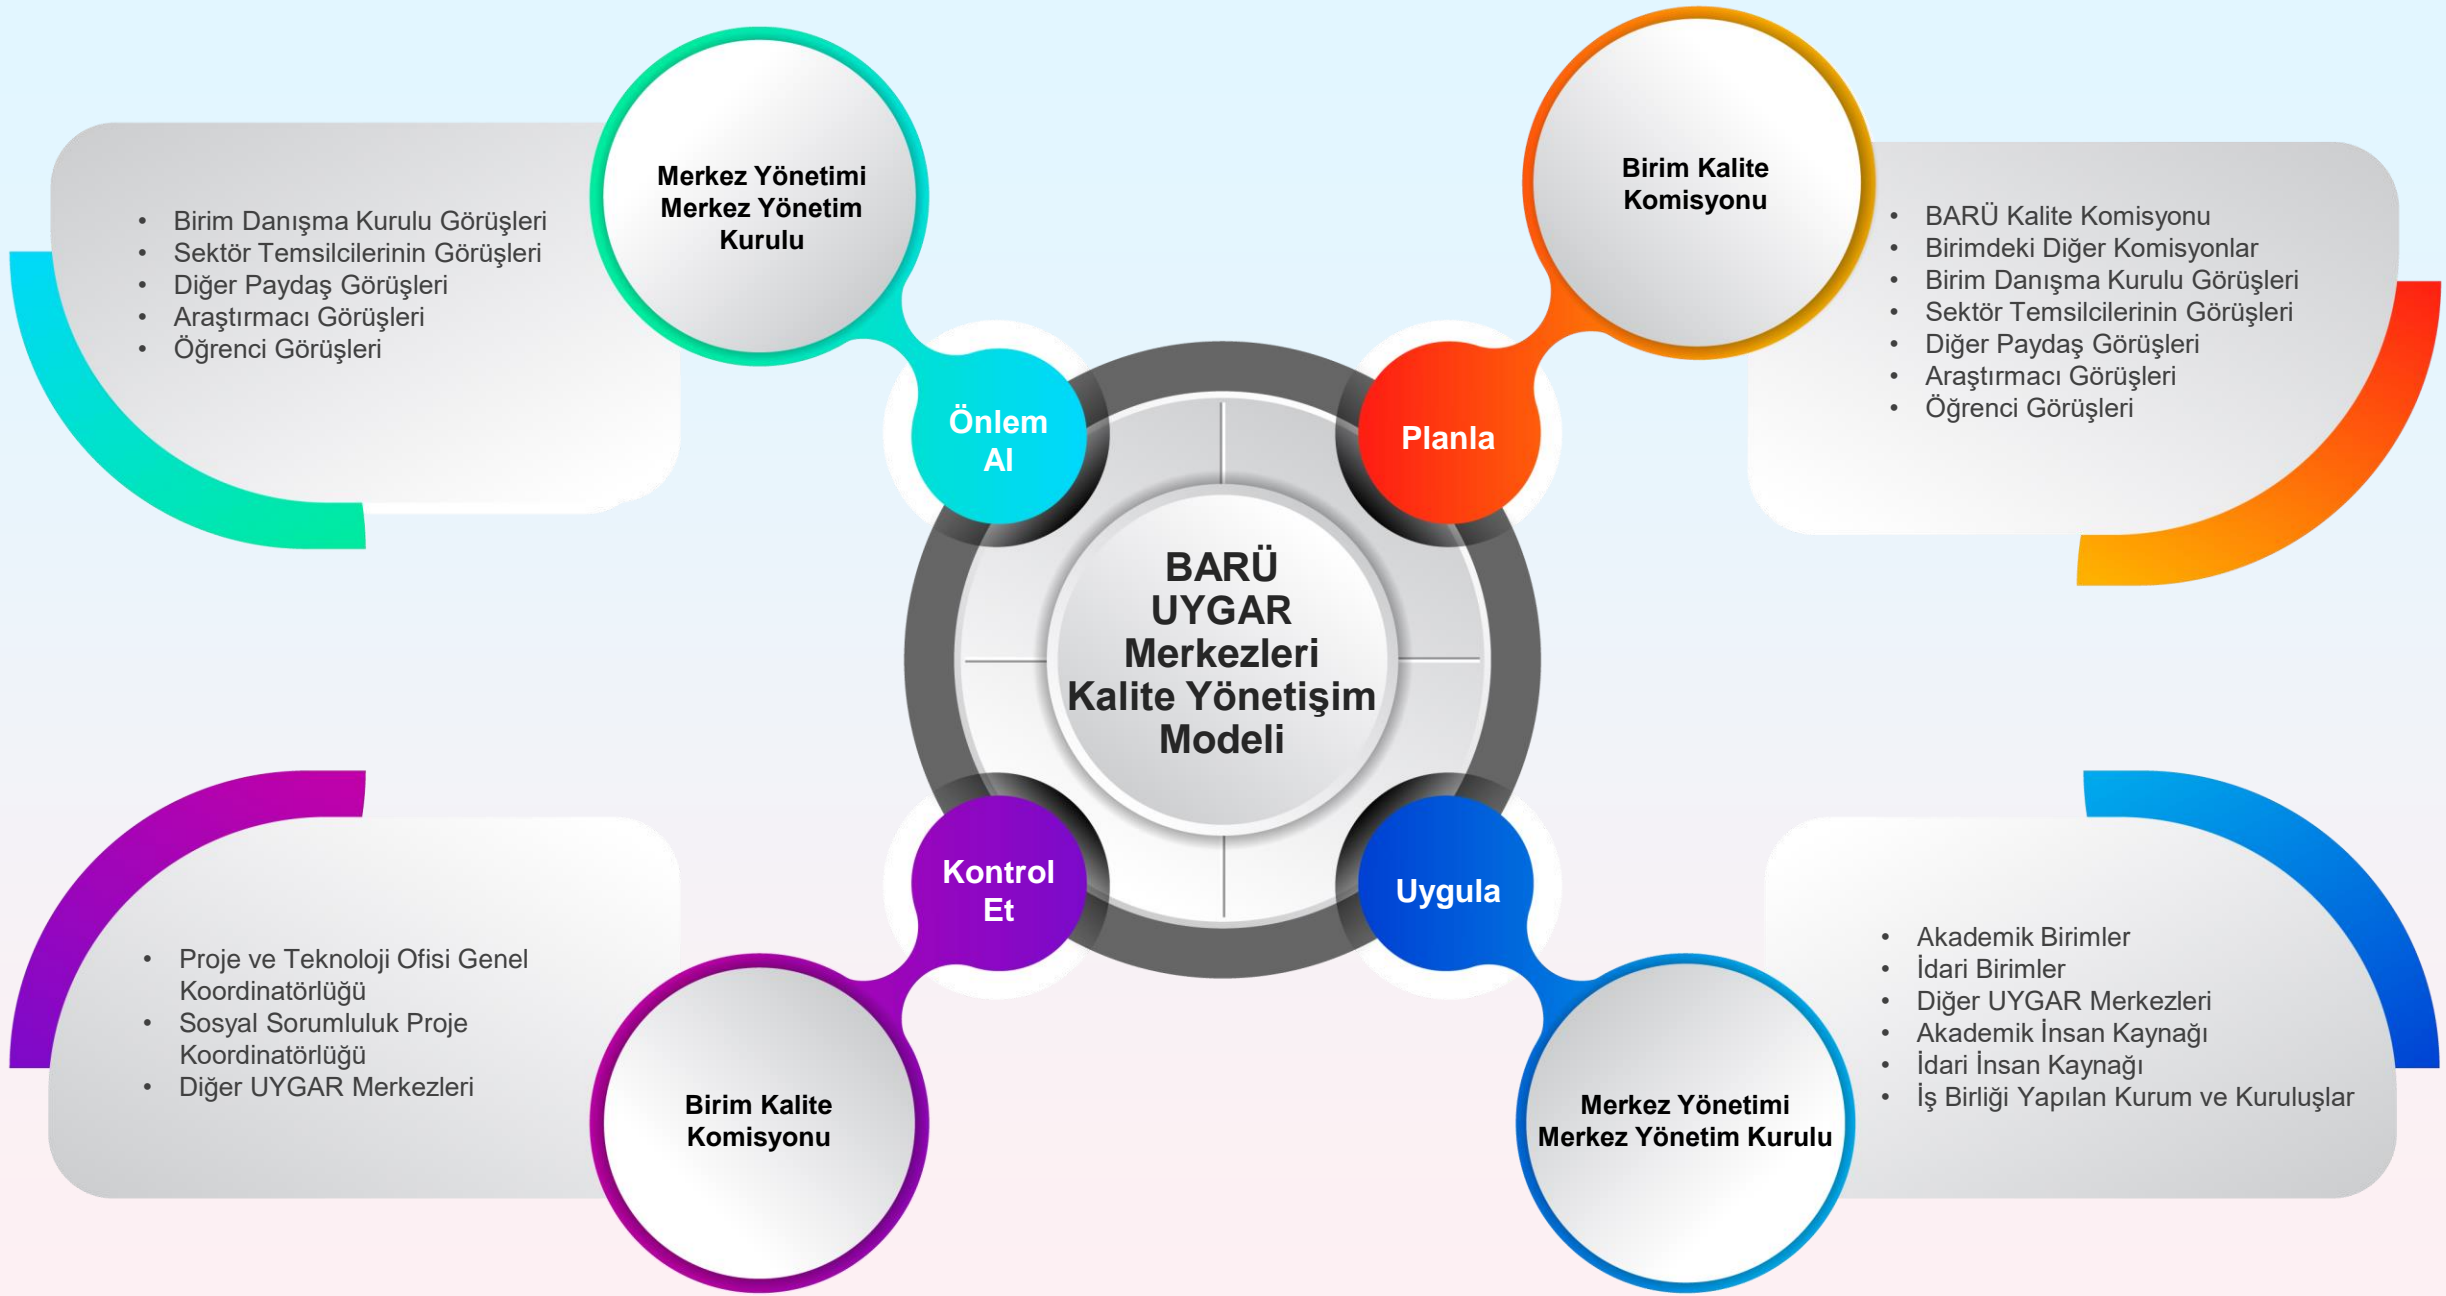 Merkez Yönetimi
Merkez Yönetim
Kurulu
• Birim Danışma Kurulu Görüşleri
• Sektör Temsilcilerinin Görüşleri
• Diğer Paydaş Görüşleri
• Araştırmacı Görüşleri
• Öğrenci Görüşleri
Önlem
Al
Birim Kalite
Komisyonu
• BARÜ Kalite Komisyonu
• Birimdeki Diğer Komisyonlar
• Birim Danışma Kurulu Görüşleri
• Sektör Temsilcilerinin Görüşleri
• Diğer Paydaş Görüşleri
• Araştırmacı Görüşleri
• Öğrenci Görüşleri
Planla
BARÜ
UYGAR
Merkezleri
Kalite Yönetişim
Modeli
Kontrol
Et
• Proje ve Teknoloji Ofisi Genel
Koordinatörlüğü
• Sosyal Sorumluluk Proje
Koordinatörlüğü
• Diğer UYGAR Merkezleri
Birim Kalite
Komisyonu
Uygula
• Akademik Birimler
• İdari Birimler
• Diğer UYGAR Merkezleri
• Akademik İnsan Kaynağı
• İdari İnsan Kaynağı
• İş Birliği Yapılan Kurum ve Kuruluşlar
Merkez Yönetimi
Merkez Yönetim Kurulu